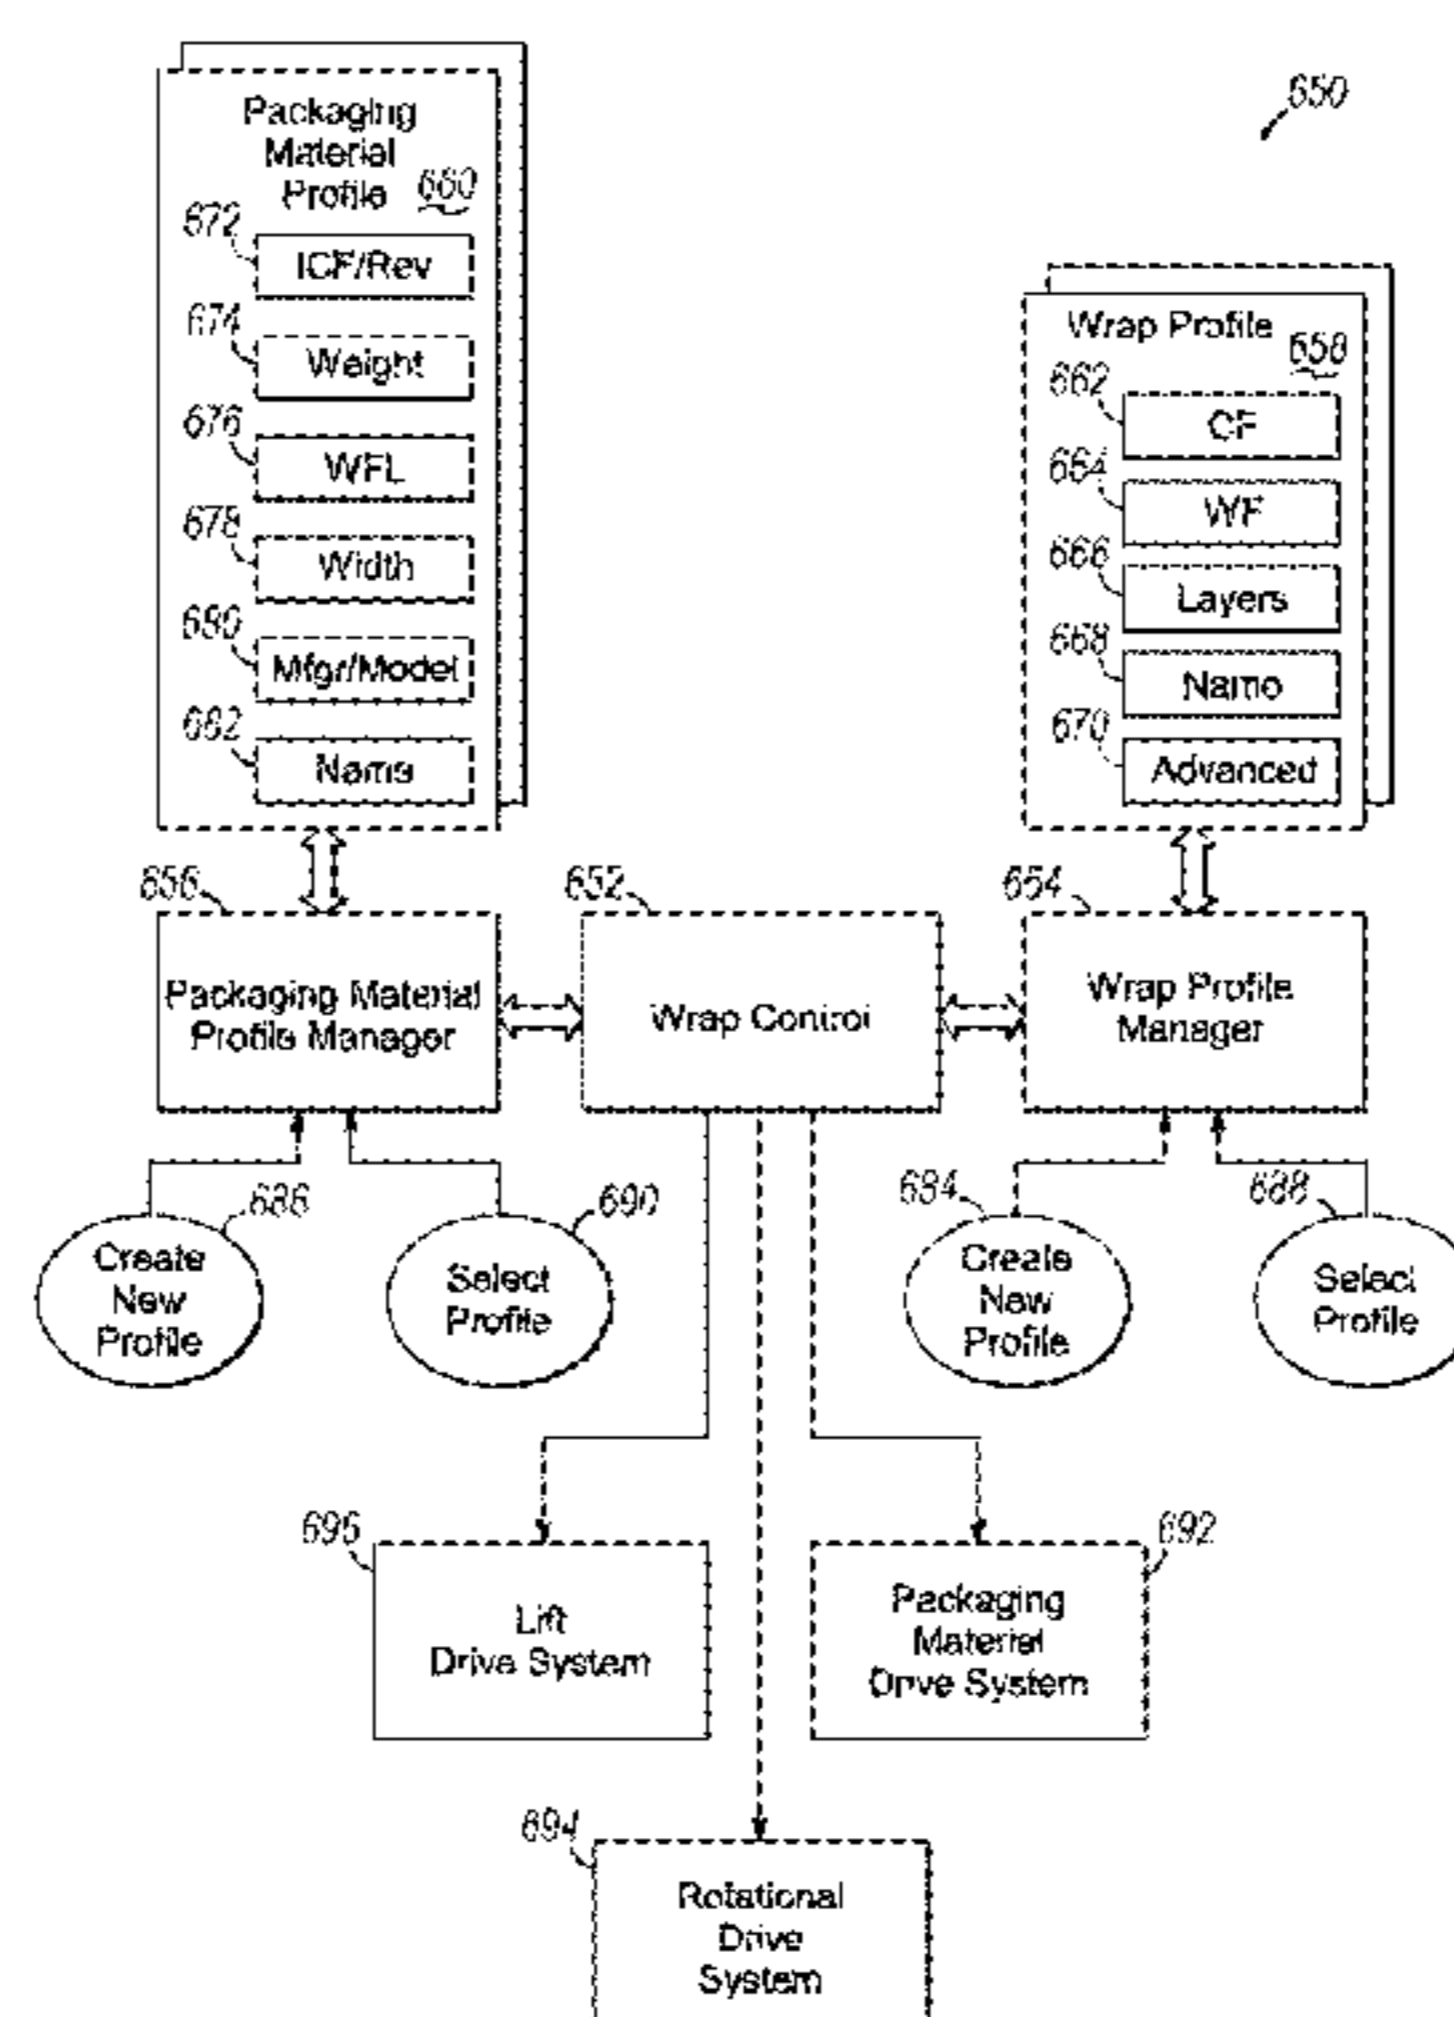 650
Packaging
Material
Profile
660
672
ICF/Rev
674
Weight
676
WFL
678
Width
680
Mfgr/Model
682
Name
Wrap Profile
658
662
CF
664
WF
666
Layers
668
Name
670
Advanced
656
Packaging Material
Profile Manager
652
Wrap Control
654
Wrap Profile
Manager
686
Create
New
Profile
690
Select
Profile
684
Create
New
Profile
688
Select
Profile
696
Lift
Drive System
692
Packaging
Material
Drive System
694
Rotational
Drive
System